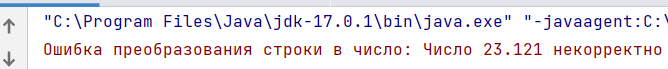 "C:\Program Files\Java\jdk-17.0.1\bin\java.exe" "-javaagent:C:\
Ошибка преобразования строки в число: Число 23.121 некорректно